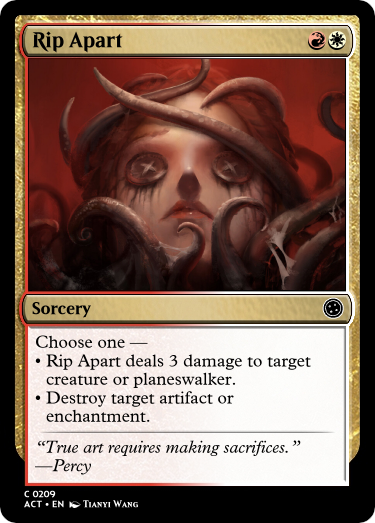 Rip Apart
Sorcery
Choose one —
• Rip Apart deals 3 damage to target
creature or planeswalker.
• Destroy target artifact or
enchantment.
“True art requires making sacrifices.”
—Percy
C 0209
ACT • EN Tianyi Wang